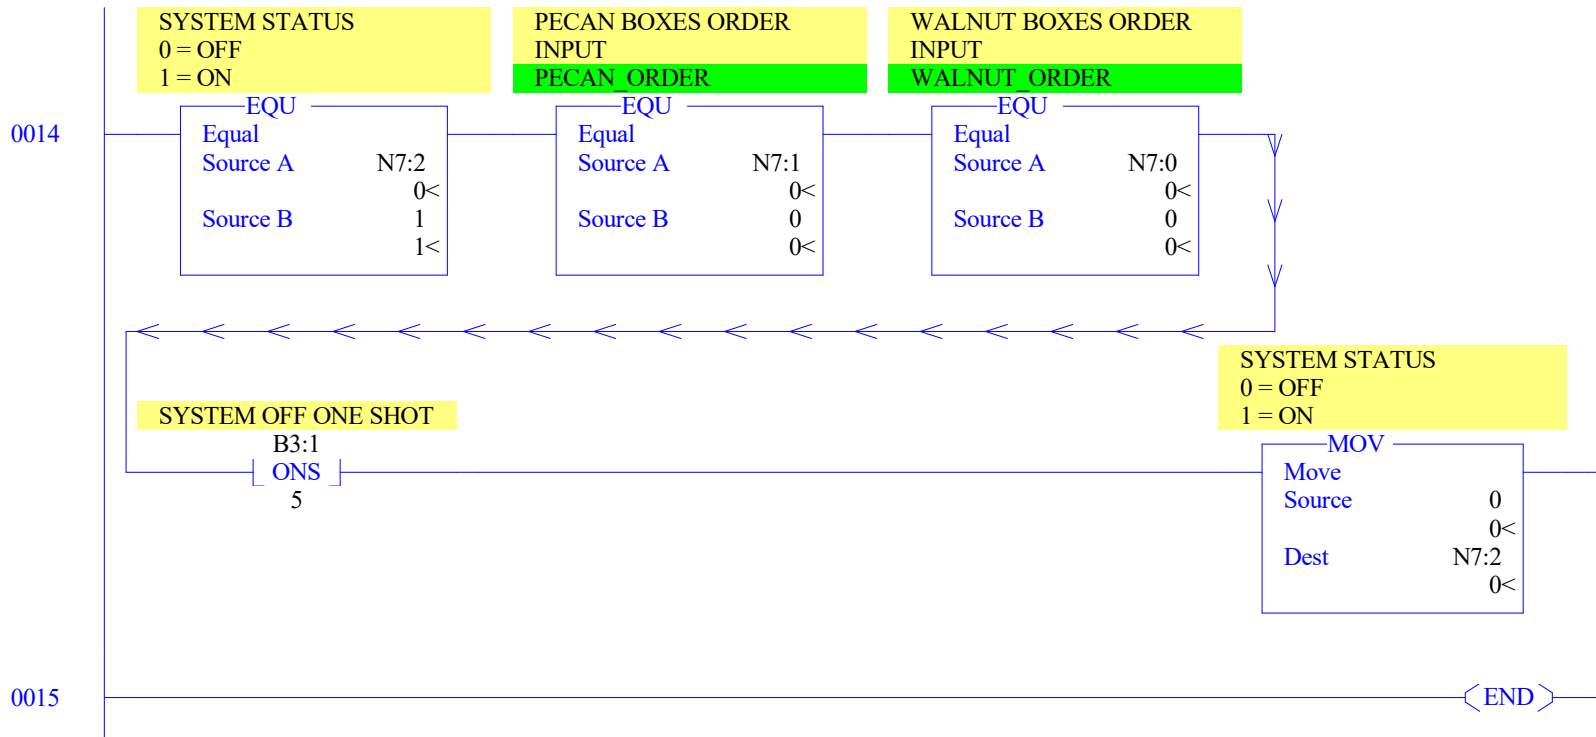 SYSTEM STATUS
0 = OFF
1 = ON
PECAN BOXES ORDER
INPUT
PECAN_ORDER
WALNUT BOXES ORDER
INPUT
WALNUT_ORDER
0014
EQU
Equal
Source A N7:2
0<
Source B 1
1<
EQU
Equal
Source A N7:1
0<
Source B 0
0<
EQU
Equal
Source A N7:0
0<
Source B 0
0<
SYSTEM OFF ONE SHOT
B3:1
ONS
5
SYSTEM STATUS
0 = OFF
1 = ON
MOV
Move
Source 0
0<
Dest N7:2
0<
0015
END